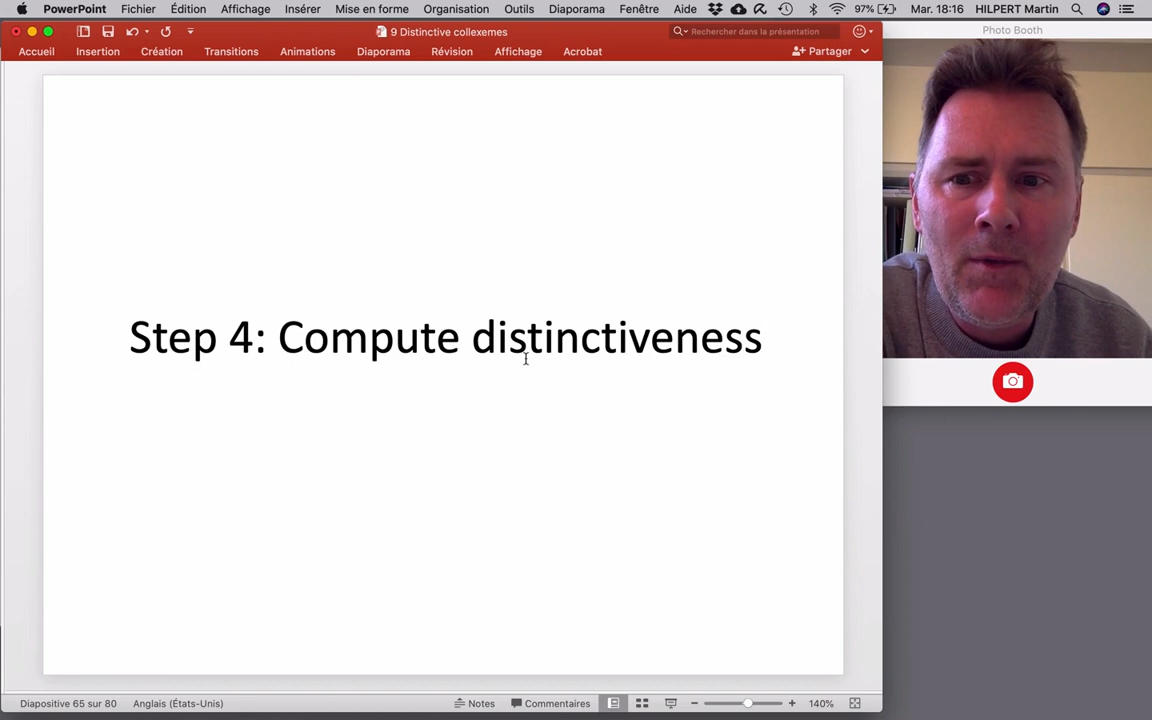 PowerPoint Fichier Édition Affichage Insérer Mise en forme Organisation Outils Diaporama Fenêtre Aide 97% Mar. 18:16 HILPERT Martin
9 Distinctive collexemes
Rechercher dans la présentation
Photo Booth
Accueil Insertion Création Transitions Animations Diaporama Révision Affichage Acrobat Partager
Step 4: Compute distinctiveness
Diapositive 65 sur 80 Anglais (États-Unis) Notes Commentaires 140%